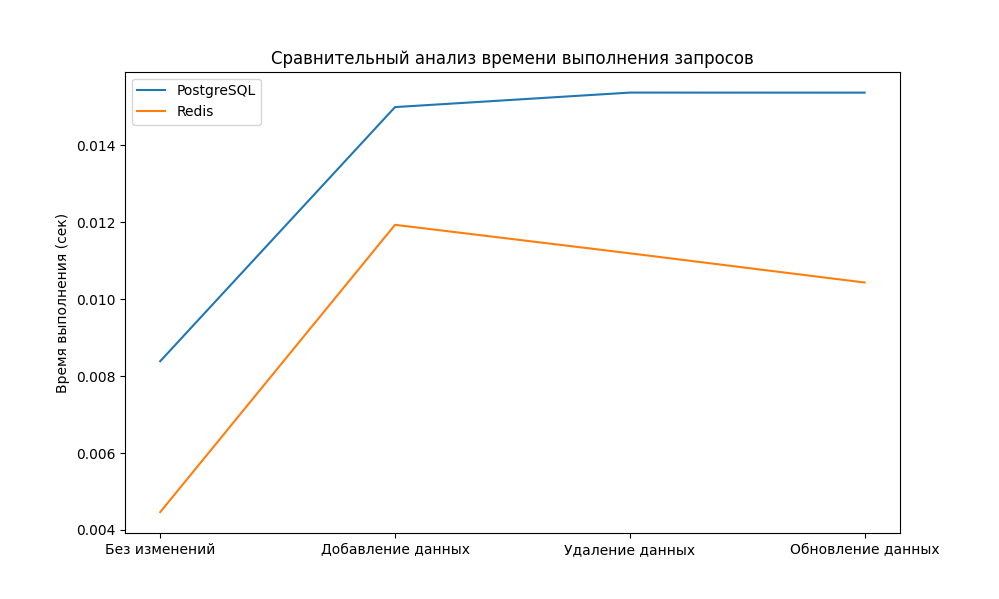 Сравнительный анализ времени выполнения запросов
PostgreSQL
Redis
0.014
0.012
0.010
0.008
0.006
0.004
Время выполнения (сек)
Без изменений
Добавление данных
Удаление данных
Обновление данных